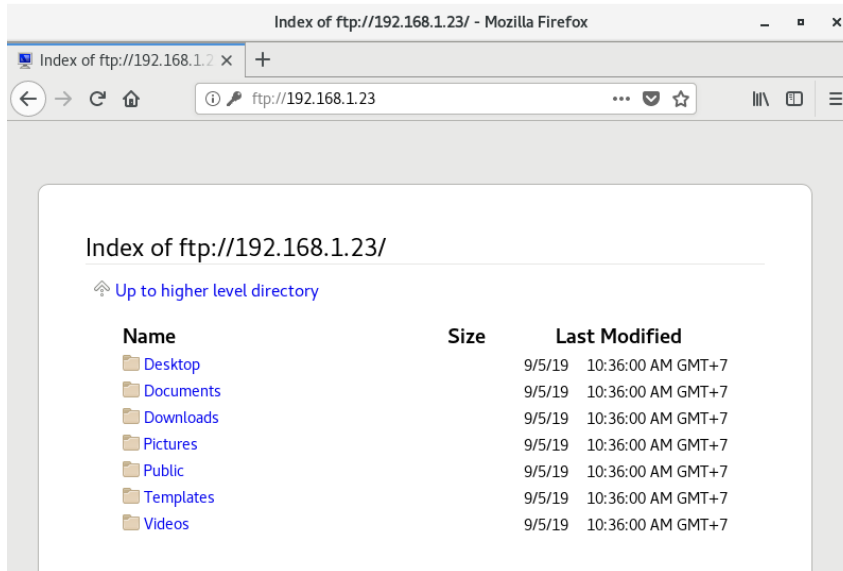 Index of ftp://192.168.1.23/ - Mozilla Firefox
Index of ftp://192.168.1.2
ftp://192.168.1.23
Index of ftp://192.168.1.23/
Up to higher level directory
Name Size Last Modified
Desktop 9/5/19 10:36:00 AM GMT+7
Documents 9/5/19 10:36:00 AM GMT+7
Downloads 9/5/19 10:36:00 AM GMT+7
Pictures 9/5/19 10:36:00 AM GMT+7
Public 9/5/19 10:36:00 AM GMT+7
Templates 9/5/19 10:36:00 AM GMT+7
Videos 9/5/19 10:36:00 AM GMT+7